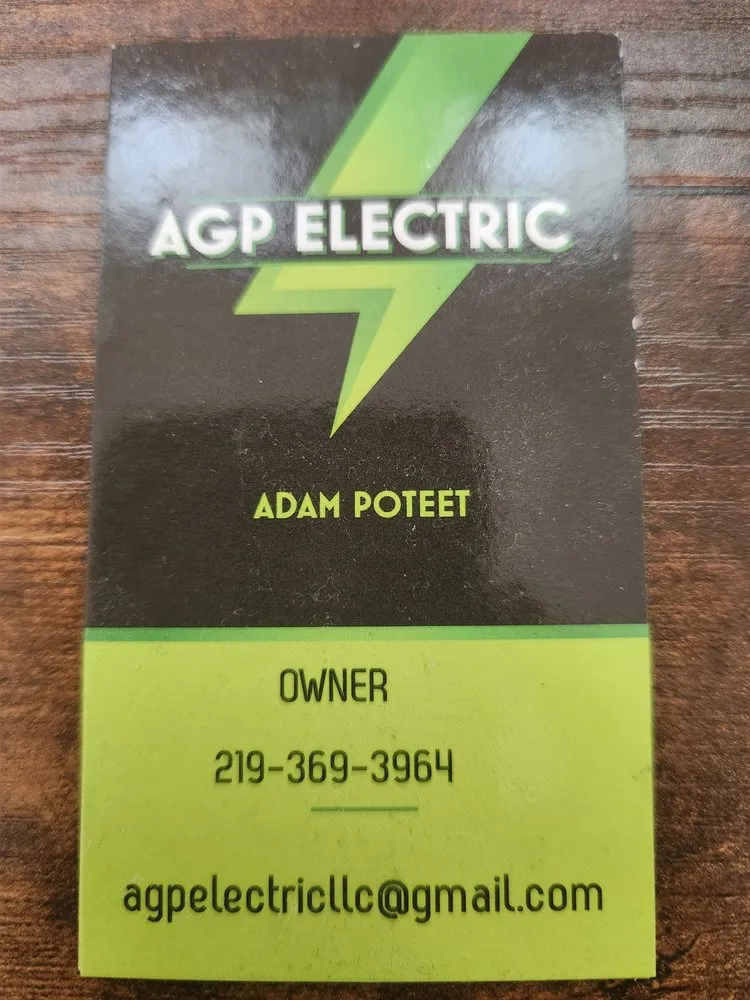 AGP ELECTRIC
ADAM POTEET
OWNER
219-369-3964
agpelectricllc@gmail.com